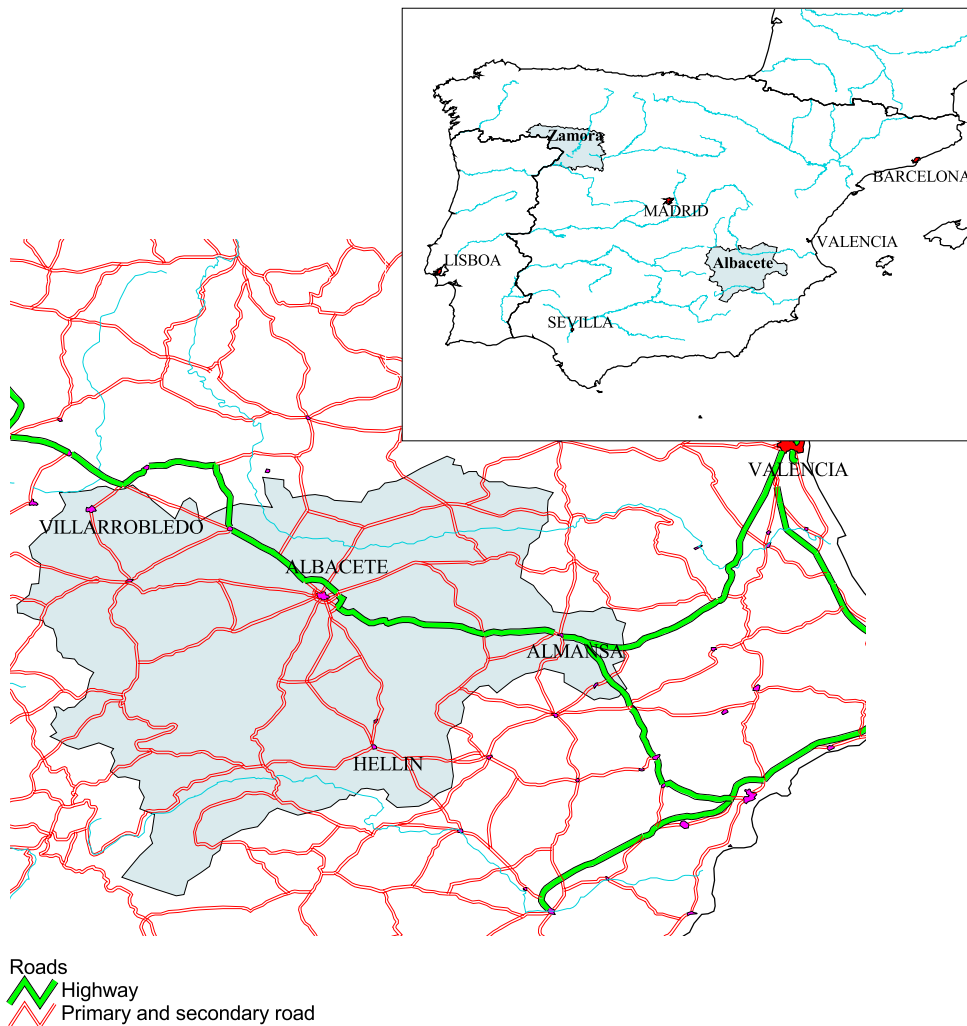 Zamora
BARCELONA
MADRID
VALENCIA
LISBOA
Albacete
SEVILLA
VALENCIA
VILLARROBLEDO
ALBACETE
ALMANSA
HELLIN
Roads
Highway
Primary and secondary road